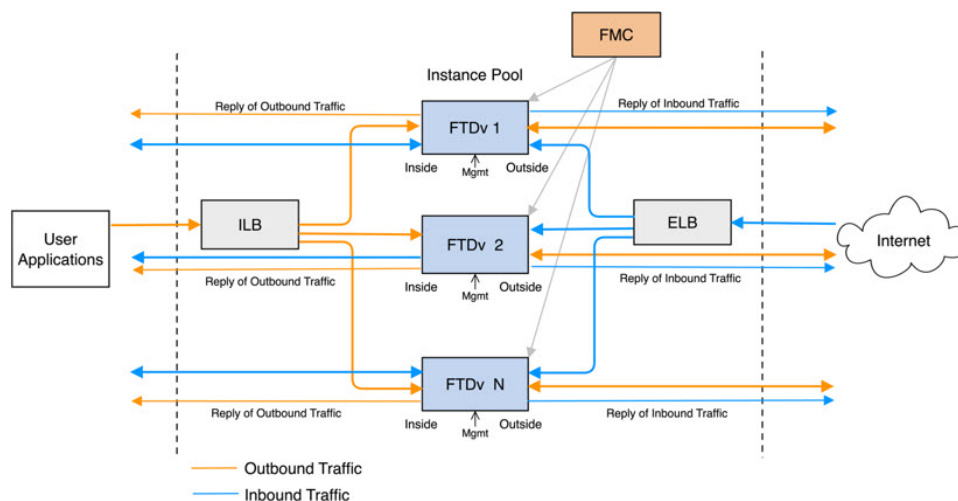 FMC
Instance Pool
Reply of Outbound Traffic
FTDv 1
Reply of Inbound Traffic
Inside
Mgmt
Outside
User
Applications
ILB
FTDv 2
ELB
Internet
Reply of Outbound Traffic
Inside
Mgmt
Outside
Reply of Inbound Traffic
FTDv N
Reply of Outbound Traffic
Inside
Mgmt
Outside
Reply of Inbound Traffic
Outbound Traffic
Inbound Traffic